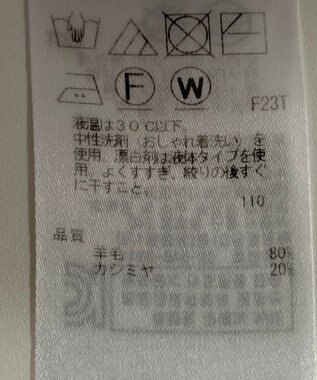 F
W
F23T
液温は30℃以下。
中性洗剤（おしゃれ着洗い）を
使用、漂白剤は液体タイプを使
用、よくすすぎ、絞りの後すぐ
に干すこと。
110
品質
羊毛 80%
カシミヤ 20%